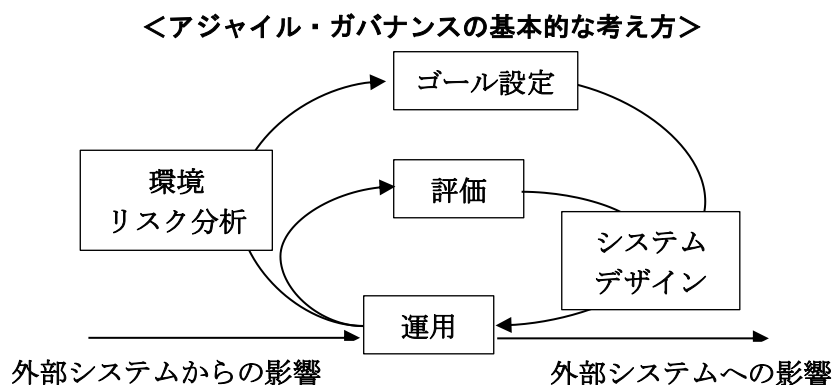 ＜アジャイル・ガバナンスの基本的な考え方＞
ゴール設定
環境
リスク分析
評価
システム
デザイン
運用
外部システムからの影響
外部システムへの影響